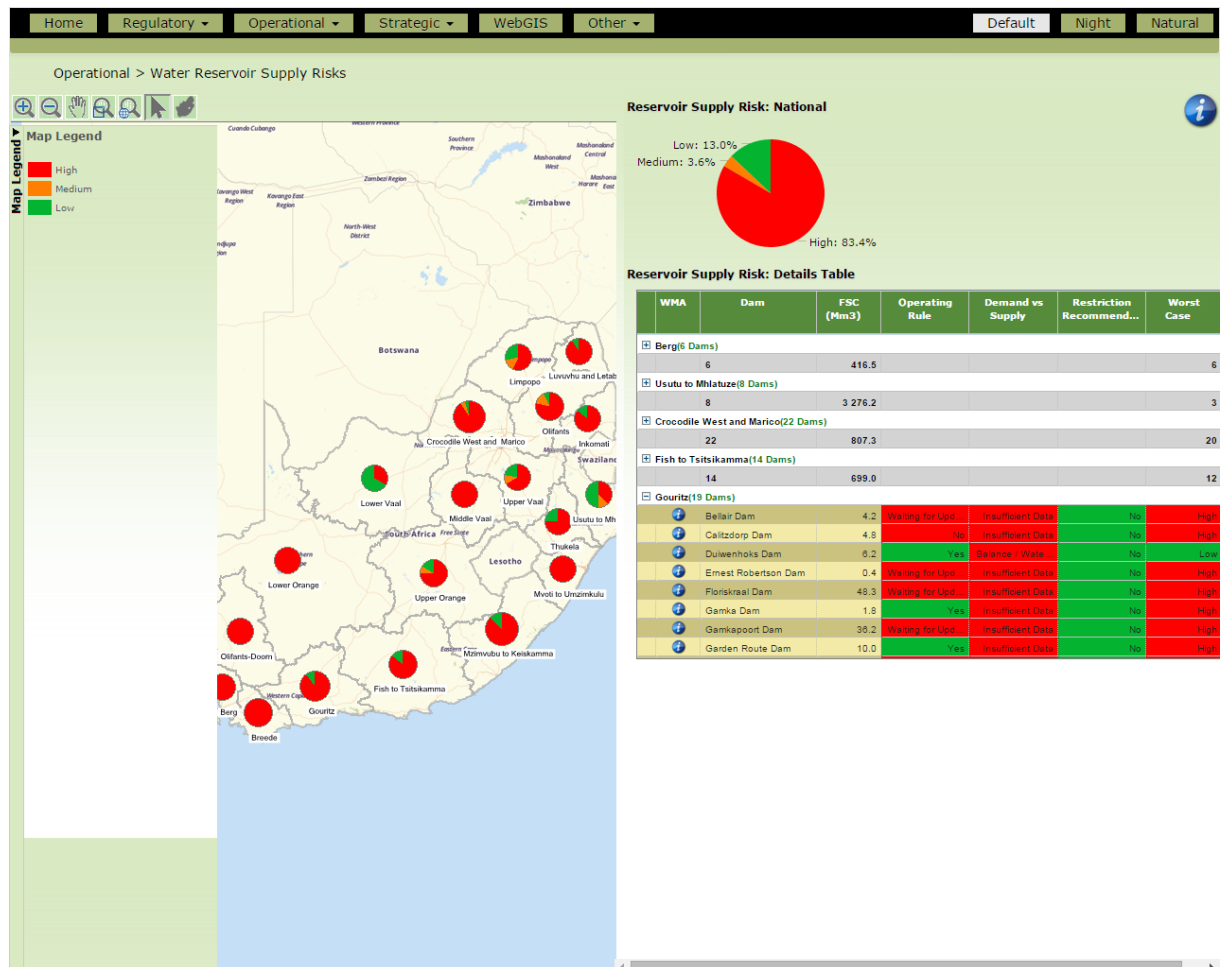 Home Regulatory Operational Strategic WebGIS Other Default Night Natural
Operational > Water Reservoir Supply Risks
Map Legend
Map Legend
High
Medium
Low
Cuando Cubango
Western Province
Southern Province
Mashonaland West
Mashonaland Central
Zambezi Region
Harare
East
Kavango East Region
Zimbabwe
North-West District
Botswana
Limpopo
Luvuvhu and Letab
Olifants
Crocodile West and Marico
Inkomati
Swaziland
Lower Vaal
Upper Vaal
Middle Vaal
Usutu to Mh
South Africa
Free State
Thukela
Lesotho
Lower Orange
Upper Orange
Mvoti to Umzimkulu
Olifants-Doorn
Mzimvubu to Keiskamma
Fish to Tsitsikamma
Berg
Gouritz
Breede
Reservoir Supply Risk: National
Low: 13.0%
Medium: 3.6%
High: 83.4%
Reservoir Supply Risk: Details Table
WMA Dam FSC (Mm3) Operating Rule Demand vs Supply Restriction Recommend... Worst Case
Berg(6 Dams)
6 416.5 6
Usutu to Mhlatuze(8 Dams)
8 3 276.2 3
Crocodile West and Marico(22 Dams)
22 807.3 20
Fish to Tsitsikamma(14 Dams)
14 699.0 12
Gouritz(19 Dams)
Bellair Dam 4.2 Waiting for Upd... Insufficient Data No High
Calitzdorp Dam 4.8 No Insufficient Data No High
Duiwenhoks Dam 6.2 Yes Balance / Wate... No Low
Ernest Robertson Dam 0.4 Waiting for Upd... Insufficient Data No High
Floriskraal Dam 48.3 Waiting for Upd... Insufficient Data No High
Gamka Dam 1.8 Yes Insufficient Data No High
Gamkapoort Dam 36.2 Waiting for Upd... Insufficient Data No High
Garden Route Dam 10.0 Yes Insufficient Data No High